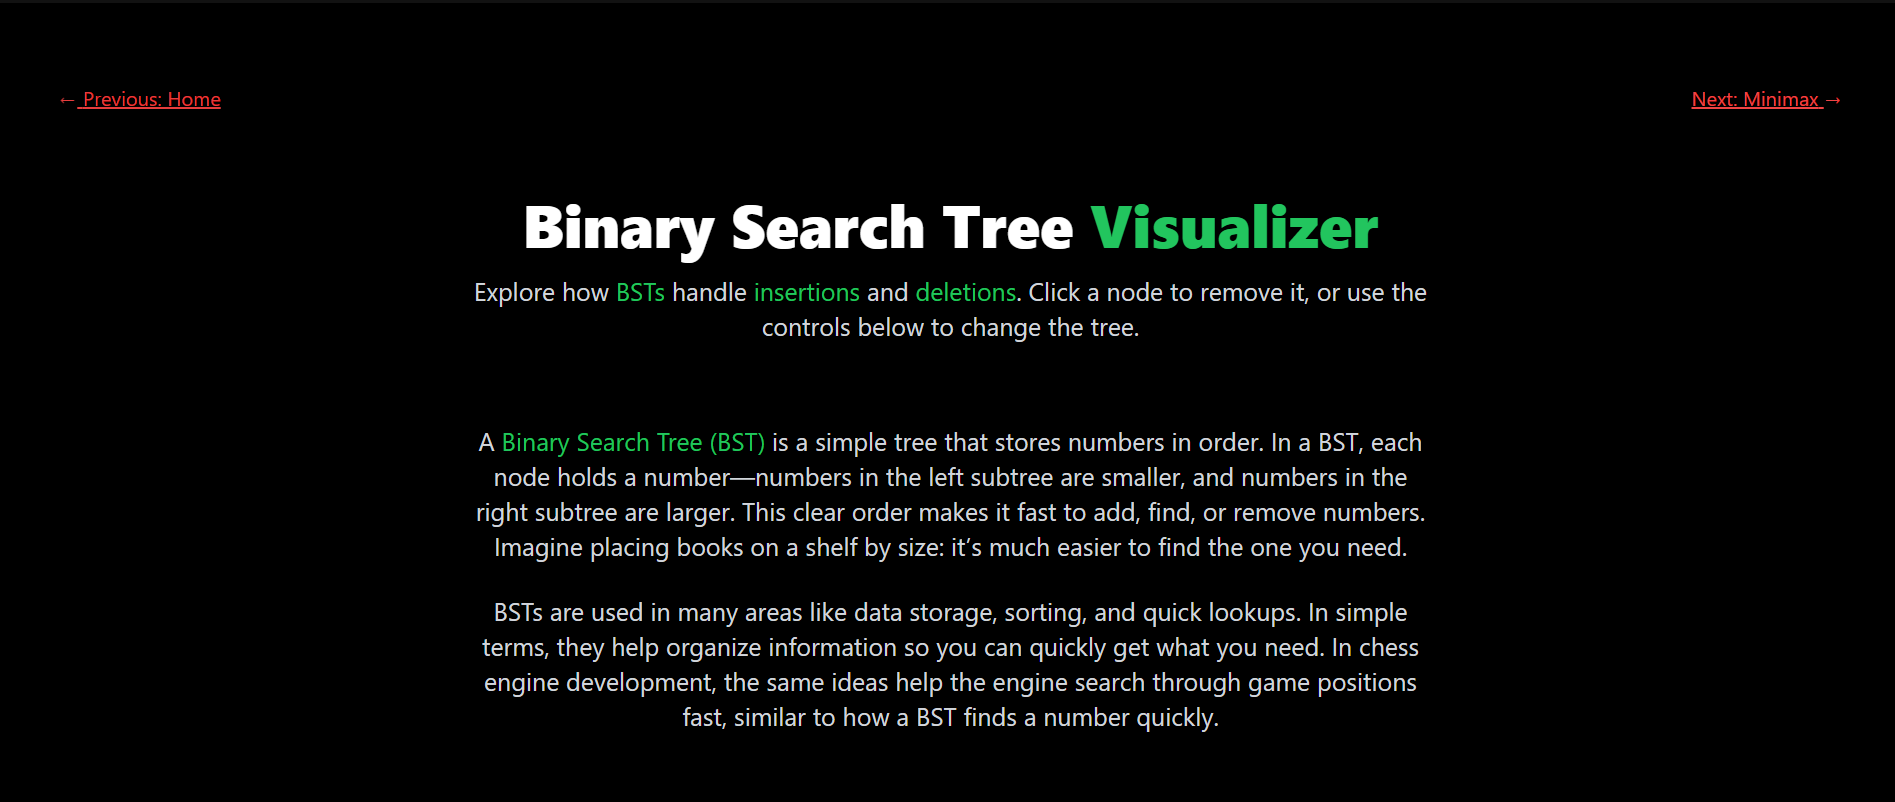 ← Previous: Home
Next: Minimax →
Binary Search Tree Visualizer
Explore how BSTs handle insertions and deletions. Click a node to remove it, or use the
controls below to change the tree.
A Binary Search Tree (BST) is a simple tree that stores numbers in order. In a BST, each
node holds a number—numbers in the left subtree are smaller, and numbers in the
right subtree are larger. This clear order makes it fast to add, find, or remove numbers.
Imagine placing books on a shelf by size: it’s much easier to find the one you need.
BSTs are used in many areas like data storage, sorting, and quick lookups. In simple
terms, they help organize information so you can quickly get what you need. In chess
engine development, the same ideas help the engine search through game positions
fast, similar to how a BST finds a number quickly.